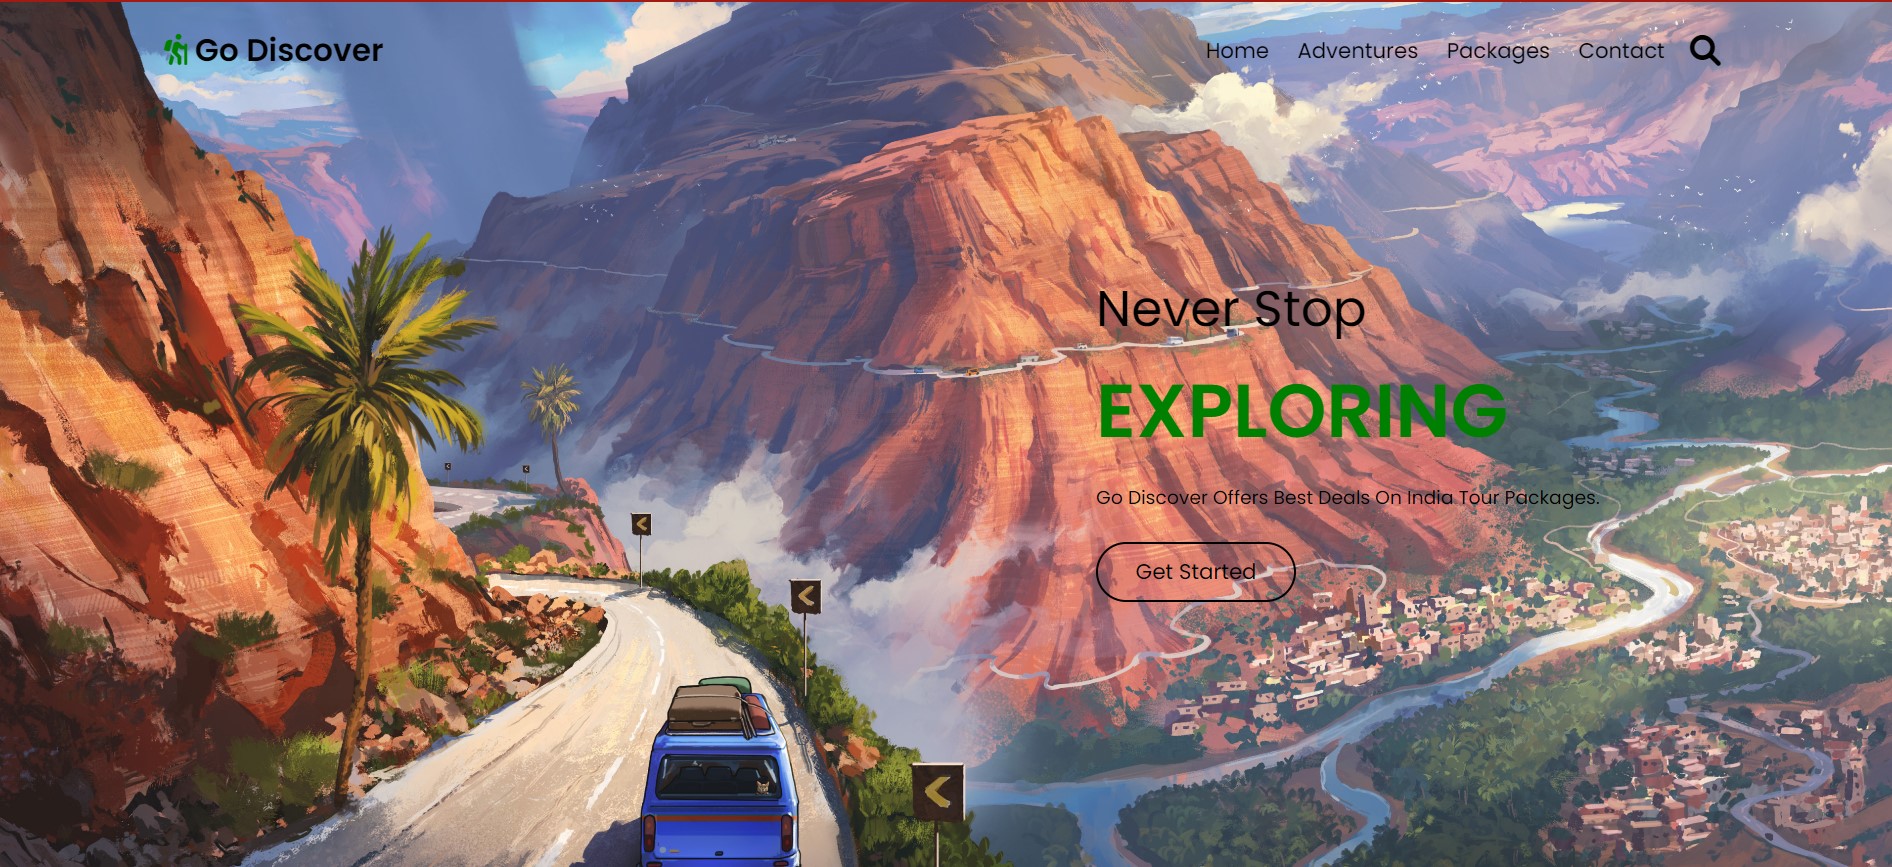 Go Discover
Home Adventures Packages Contact
Never Stop
EXPLORING
Go Discover Offers Best Deals On India Tour Packages.
Get Started